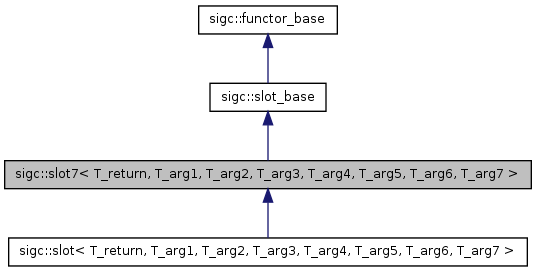 sigc::functor_base
sigc::slot_base
sigc::slot7< T_return, T_arg1, T_arg2, T_arg3, T_arg4, T_arg5, T_arg6, T_arg7 >
sigc::slot< T_return, T_arg1, T_arg2, T_arg3, T_arg4, T_arg5, T_arg6, T_arg7 >